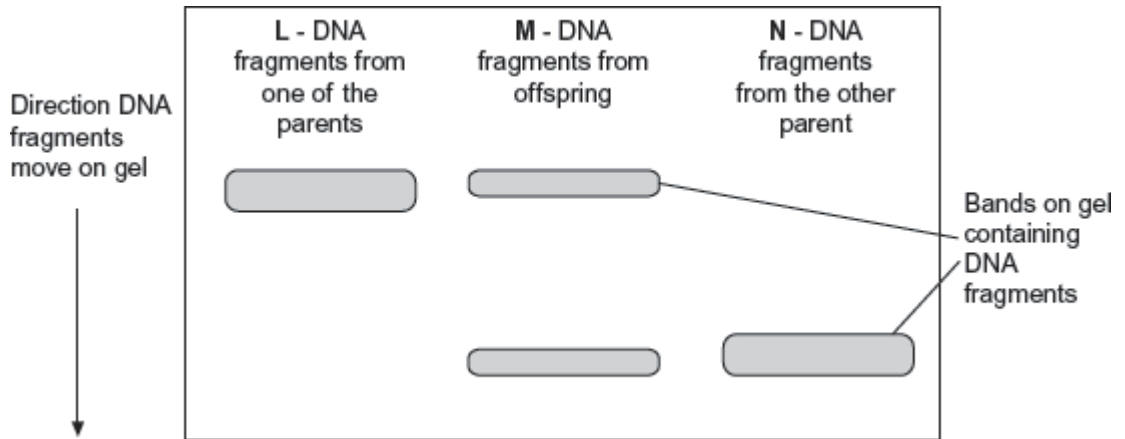 L - DNA
fragments from
one of the
parents
M - DNA
fragments from
offspring
N - DNA
fragments
from the other
parent
Direction DNA
fragments
move on gel
Bands on gel
containing
DNA
fragments